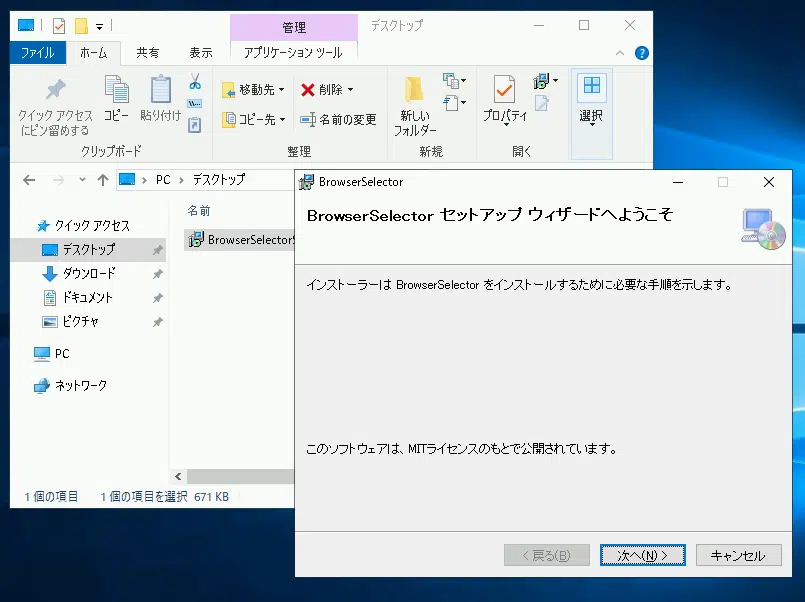 管理
デスクトップ
ファイル
ホーム
共有
表示
アプリケーション ツール
クイック アクセス
にピン留めする
コピー
貼り付け
移動先
コピー先
削除
名前の変更
新しい
フォルダー
プロパティ
選択
クリップボード
整理
新規
開く
PC
デスクトップ
名前
クイック アクセス
デスクトップ
ダウンロード
ドキュメント
ピクチャ
PC
ネットワーク
BrowserSelectorS
1 個の項目
1 個の項目を選択 671 KB
BrowserSelector
BrowserSelector セットアップ ウィザードへようこそ
インストーラーは BrowserSelector をインストールするために必要な手順を示します。
このソフトウェアは、MITライセンスのもとで公開されています。
< 戻る(B)
次へ(N) >
キャンセル